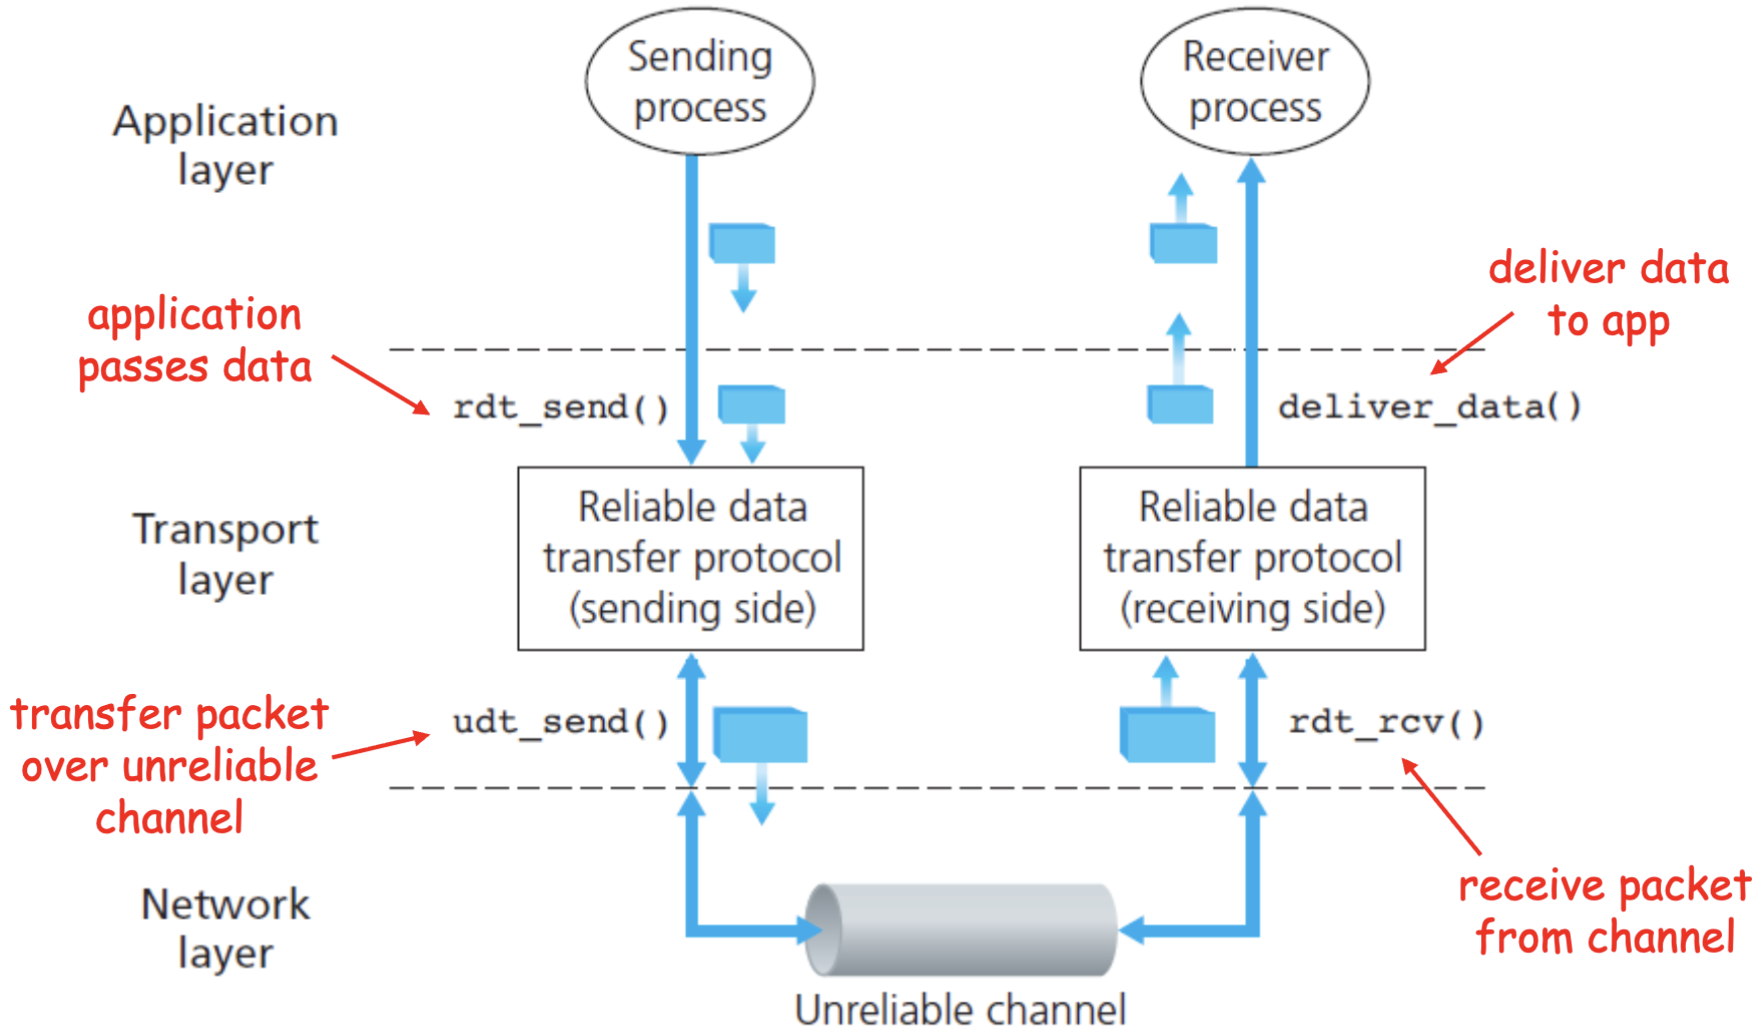 Sending
process
Receiver
process
Application
layer
application
passes data
deliver data
to app
rdt_send()
deliver_data()
Reliable data
transfer protocol
(sending side)
Reliable data
transfer protocol
(receiving side)
Transport
layer
transfer packet
over unreliable
channel
udt_send()
rdt_rcv()
receive packet
from channel
Network
layer
Unreliable channel